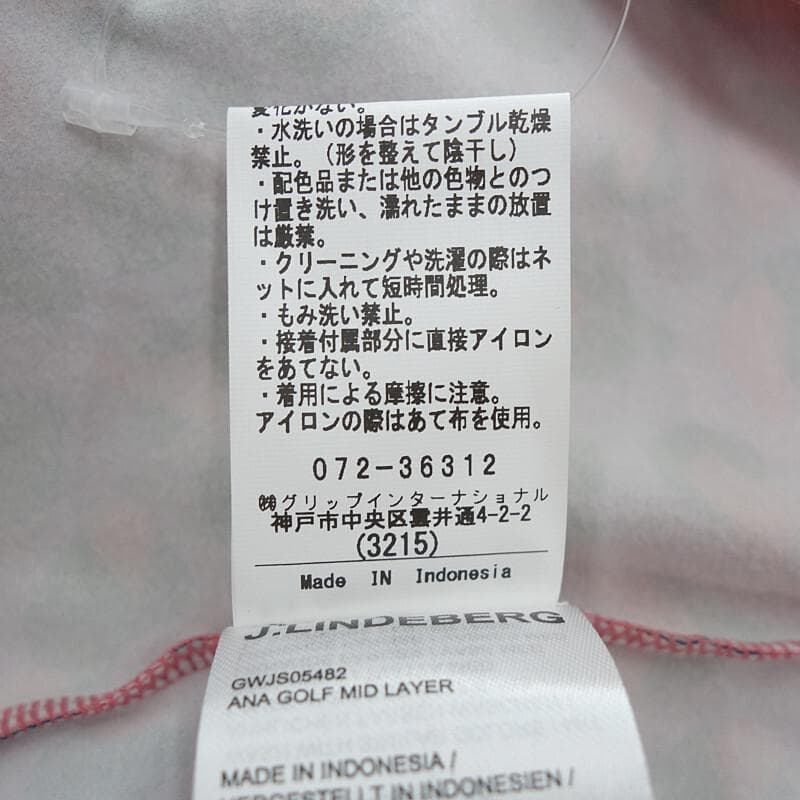 変化がない。
・水洗いの場合はタンブル乾燥
禁止。（形を整えて陰干し）
・配色品または他の色物とのつ
け置き洗い、濡れたままの放置
は厳禁。
・クリーニングや洗濯の際はネ
ットに入れて短時間処理。
・もみ洗い禁止。
・接着付属部分に直接アイロン
をあてない。
・着用による摩擦に注意。
アイロンの際はあて布を使用。
072-36312
㈱グリップインターナショナル
神戸市中央区雲井通4-2-2
(3215)
Made IN Indonesia
J.LINDEBERG
GWJS05482
ANA GOLF MID LAYER
MADE IN INDONESIA /
HERGESTELLT IN INDONESIEN /